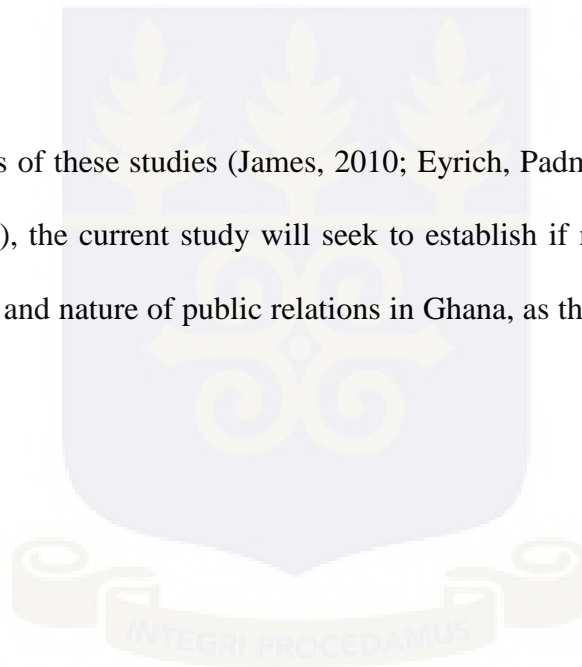 s of these studies (James, 2010; Eyrich, Padm
), the current study will seek to establish if
and nature of public relations in Ghana, as th
INTEGRI PROCEDAMUS